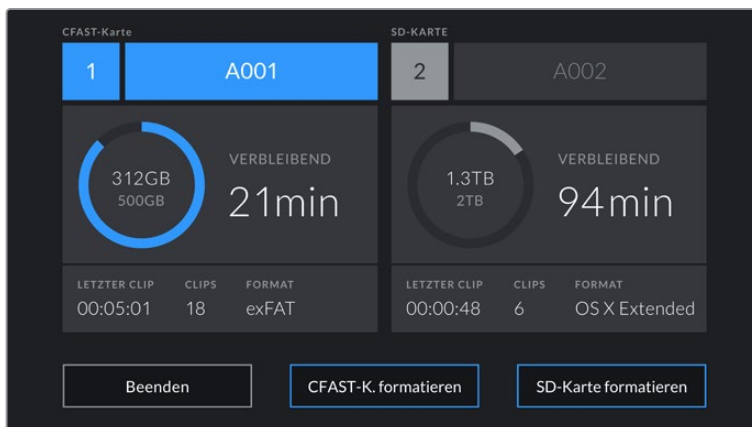 CFAST-Karte
1 A001
312GB
500GB
VERBLEIBEND
21min
LETZTER CLIP CLIPS FORMAT
00:05:01 18 exFAT
SD-KARTE
2 A002
1.3TB
2TB
VERBLEIBEND
94min
LETZTER CLIP CLIPS FORMAT
00:00:48 6 OS X Extended
Beenden
CFAST-K. formatieren
SD-Karte formatieren